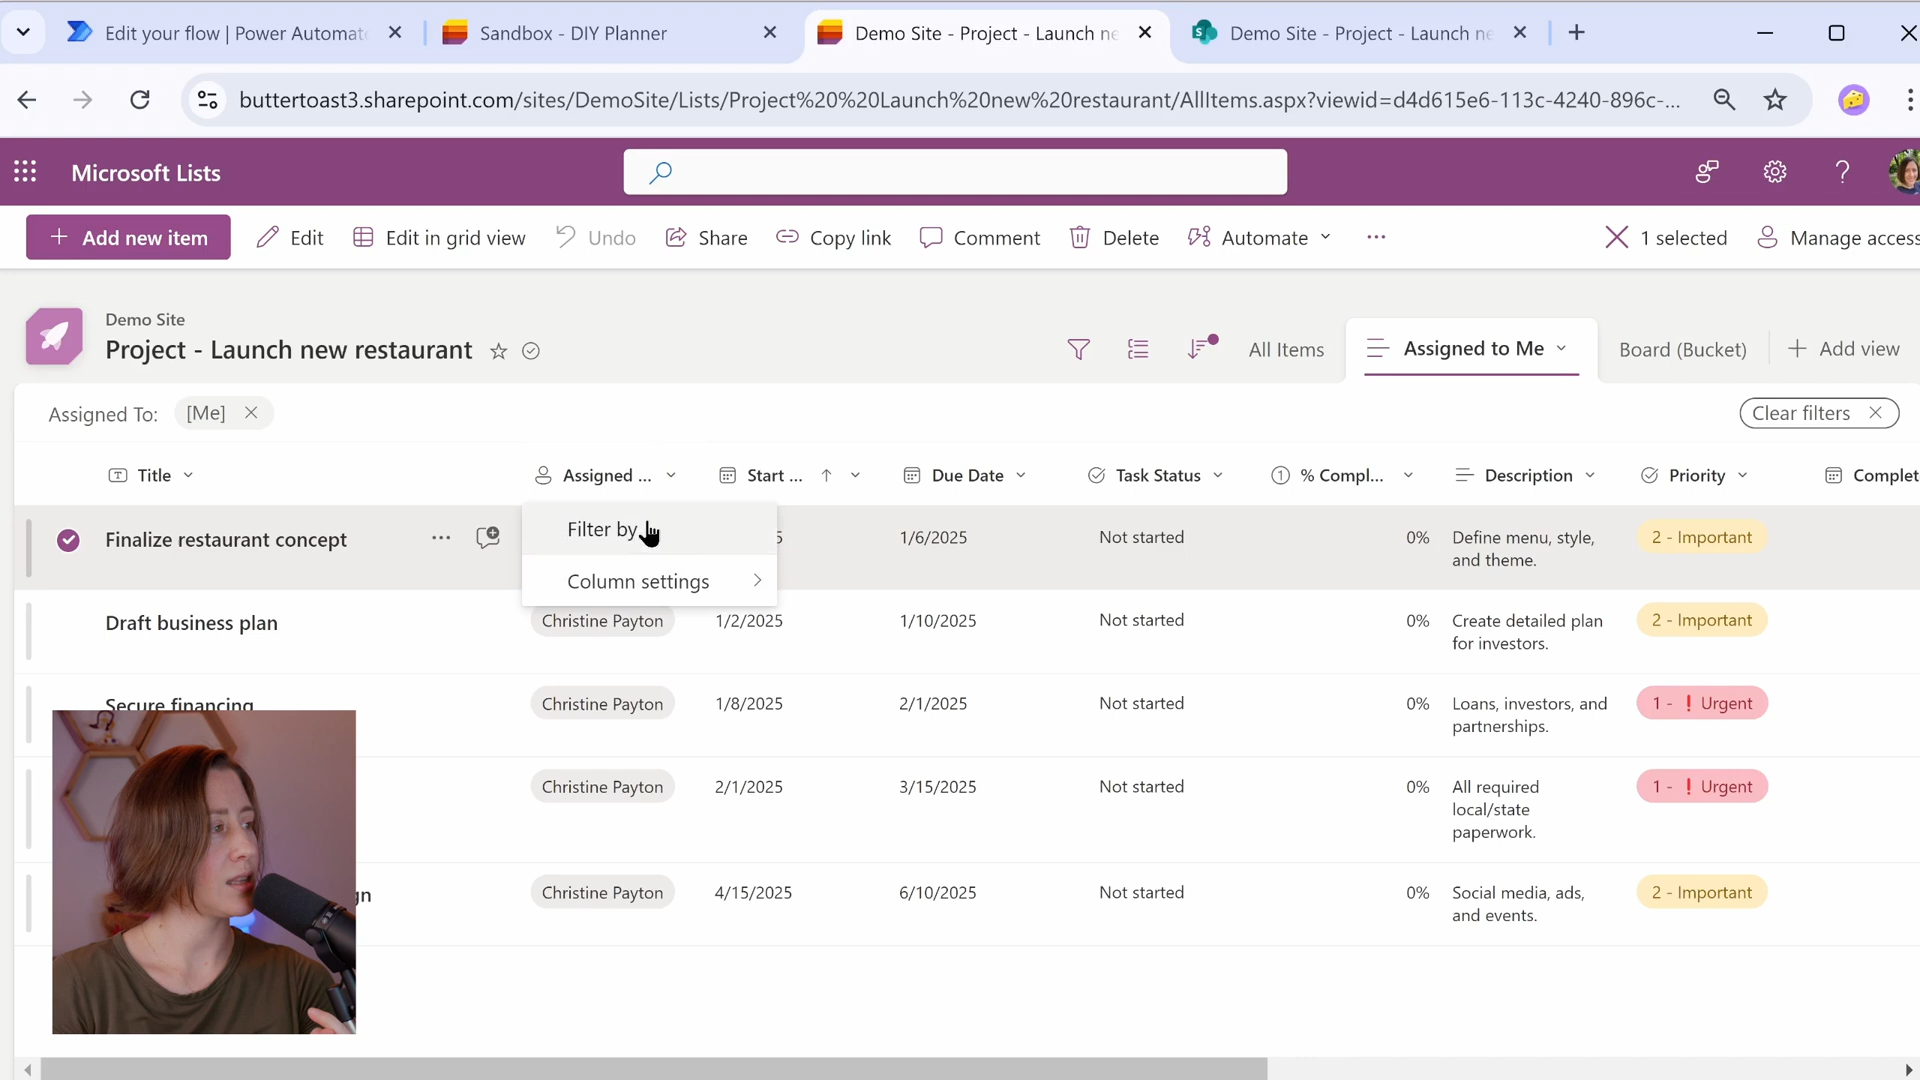 Edit your flow | Power Automat
Sandbox - DIY Planner
Demo Site - Project - Launch ne
Demo Site - Project - Launch ne
buttertoast3.sharepoint.com/sites/DemoSite/Lists/Project%20%20Launch%20new%20restaurant/AllItems.aspx?viewid=d4d615e6-113c-4240-896c-...
Microsoft Lists
+ Add new item
Edit
Edit in grid view
Undo
Share
Copy link
Comment
Delete
Automate
...
1 selected
Manage access
Demo Site
Project - Launch new restaurant
All Items
Assigned to Me
Board (Bucket)
+ Add view
Assigned To: [Me]
Clear filters
Title
Assigned ...
Start ...
Due Date
Task Status
% Compl...
Description
Priority
Complet
Filter by
Column settings
Finalize restaurant concept
1/6/2025
Not started
0%
Define menu, style,
and theme.
2 - Important
Draft business plan
Christine Payton
1/2/2025
1/10/2025
Not started
0%
Create detailed plan
for investors.
2 - Important
Secure financing
Christine Payton
1/8/2025
2/1/2025
Not started
0%
Loans, investors, and
partnerships.
1 - ❗ Urgent
Christine Payton
2/1/2025
3/15/2025
Not started
0%
All required
local/state
paperwork.
1 - ❗ Urgent
gn
Christine Payton
4/15/2025
6/10/2025
Not started
0%
Social media, ads,
and events.
2 - Important